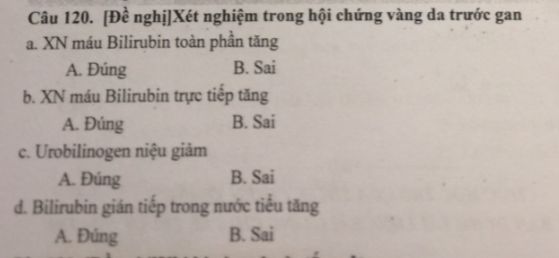 Câu 120. [Đề nghị]Xét nghiệm trong hội chứng vàng da trước gan
a. XN máu Bilirubin toàn phần tăng
A. Đúng B. Sai
b. XN máu Bilirubin trực tiếp tăng
A. Đúng B. Sai
c. Urobilinogen niệu giảm
A. Đúng B. Sai
d. Bilirubin gián tiếp trong nước tiểu tăng
A. Đúng B. Sai